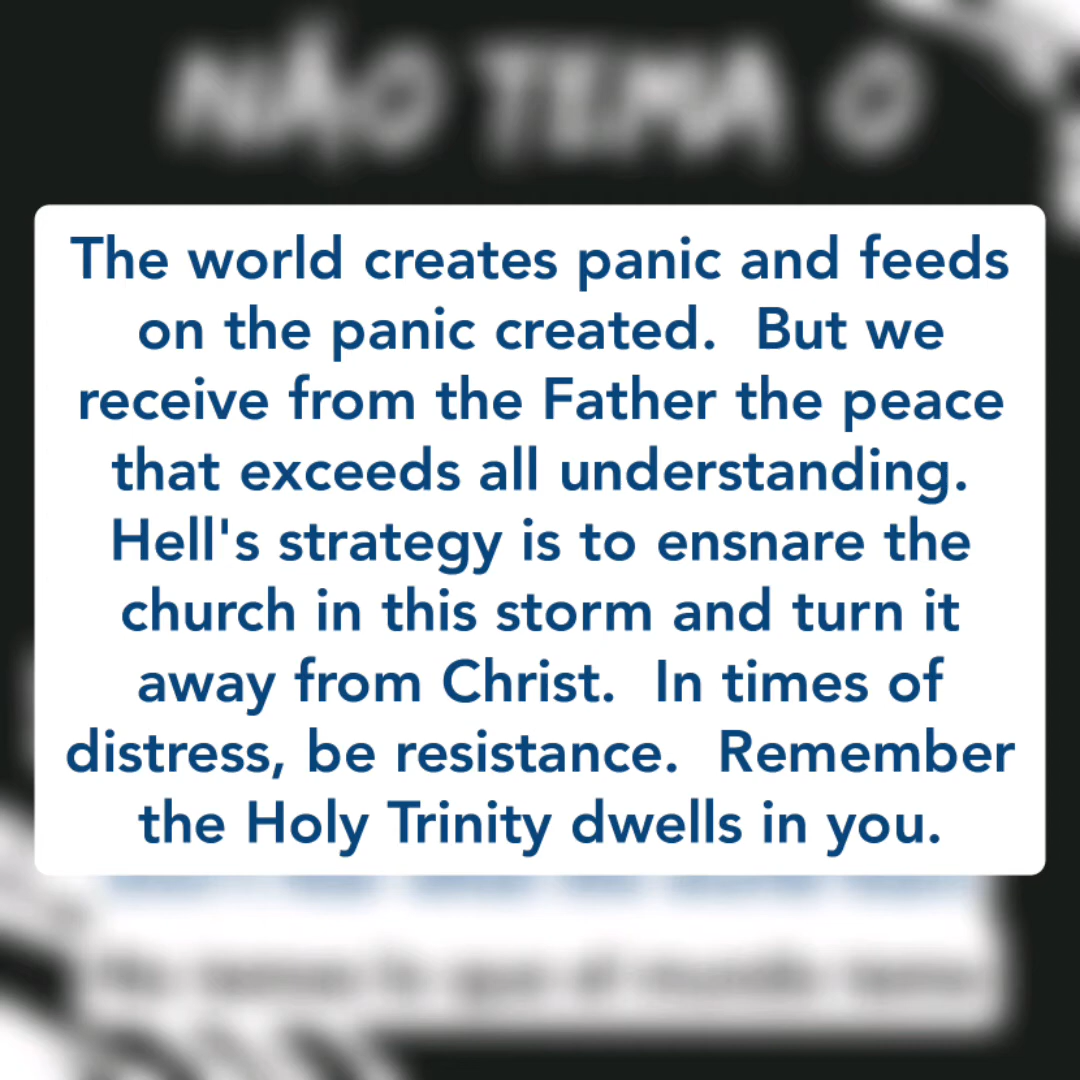 NÃO TEMA O
The world creates panic and feeds
on the panic created.  But we
receive from the Father the peace
that exceeds all understanding.
Hell's strategy is to ensnare the
church in this storm and turn it
away from Christ.  In times of
distress, be resistance.  Remember
the Holy Trinity dwells in you.